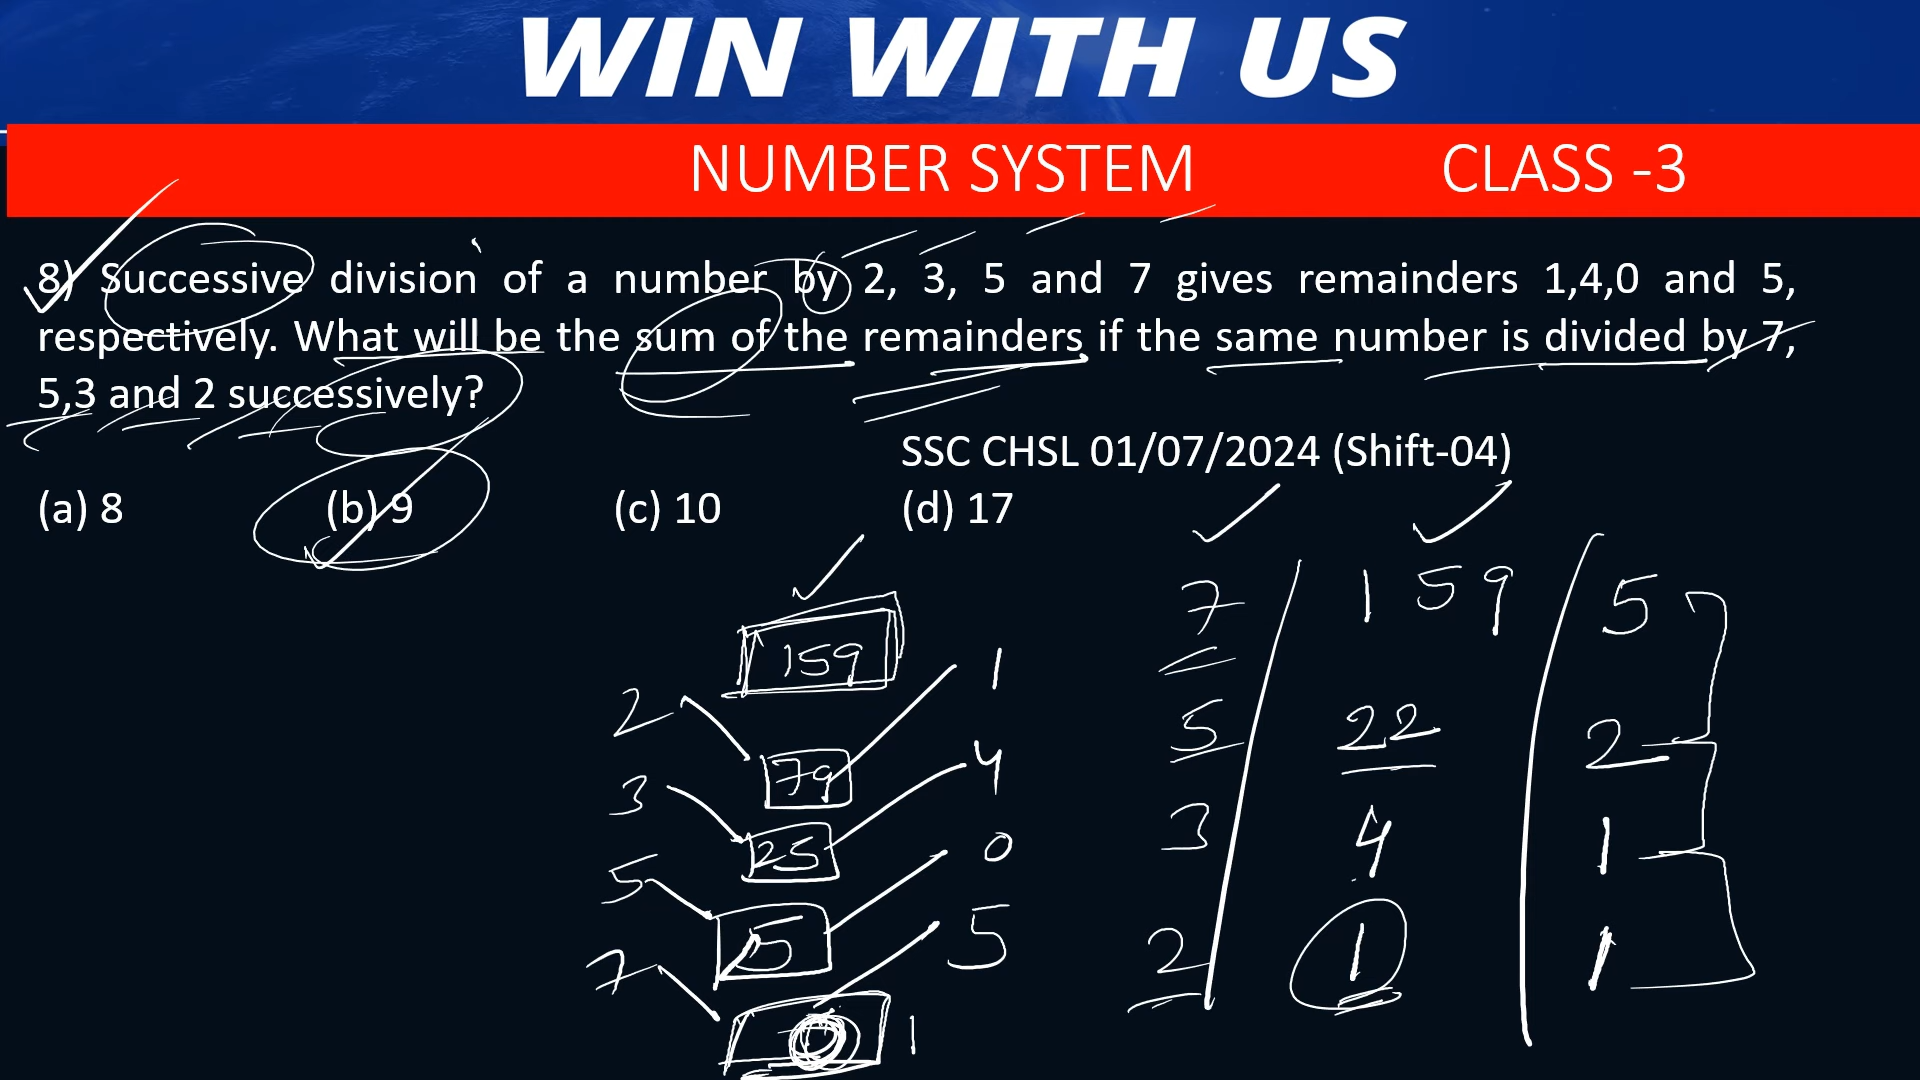 WIN WITH US
NUMBER SYSTEM CLASS -3
8) Successive division of a number by 2, 3, 5 and 7 gives remainders 1,4,0 and 5,
respectively. What will be the sum of the remainders if the same number is divided by 7,
5,3 and 2 successively?
SSC CHSL 01/07/2024 (Shift-04)
(a) 8 (b) 9 (c) 10 (d) 17
159
2 79 1
3 25 4
5 5 0
7 5
1
7 159 5
5 22 2
3 4 1
2 1 1